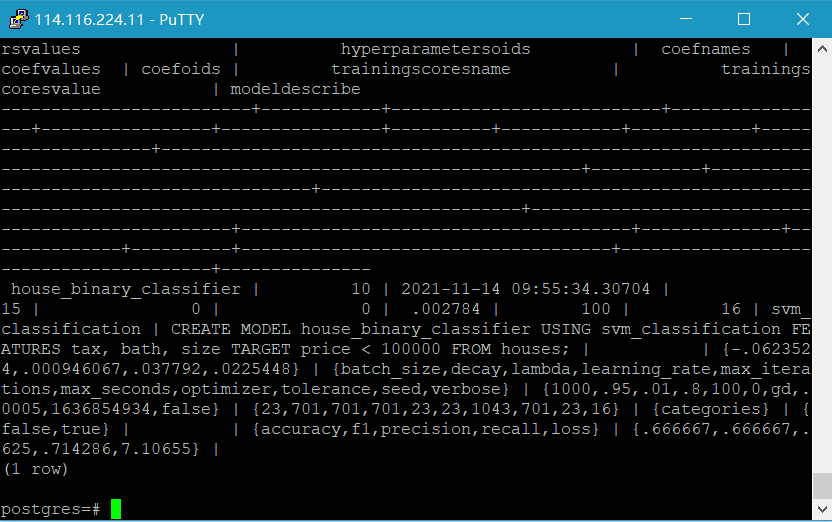 114.116.224.11 - PuTTY
rsvalues                |          hyperparametersoids          |  coefnames   |
coefvalues  | coefoids |         trainingscoresname          |          trainings
coresvalue           | modeldescribe
-------------------------+------------+---------------------------+--------------
---+-----------------+----------------+----------+------------+------------+-----
---------------+-----------------------------------------------------------------
----------------------------------------------------------+-----------+----------
-------------------------------+-------------------------------------------------
----------------------------------------------------+----------------------------
-----------------------+---------------------------------------+--------------+--
------------+----------+-------------------------------------+-------------------
---------------------+---------------
 house_binary_classifier |         10 | 2021-11-14 09:55:34.30704 |
15 |               0 |              0 |  .002784 |        100 |         16 | svm_
classification | CREATE MODEL house_binary_classifier USING svm_classification FE
ATURES tax, bath, size TARGET price < 100000 FROM houses; |           | {-.062352
4,.000946067,.037792,.0225448} | {batch_size,decay,lambda,learning_rate,max_itera
tions,max_seconds,optimizer,tolerance,seed,verbose} | {1000,.95,.01,.8,100,0,gd,.
0005,1636854934,false} | {23,701,701,701,23,23,1043,701,23,16} | {categories} | {
false,true} |          | {accuracy,f1,precision,recall,loss} | {.666667,.666667,.
625,.714286,7.10655} |
(1 row)
postgres=#